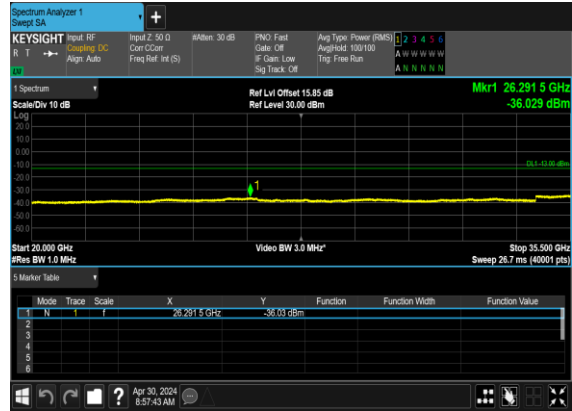 Spectrum Analyzer 1
Swept SA
+
KEYSIGHT Input: RF Input Z: 50 Ω #Atten: 30 dB PNO: Fast Avg Type: Power (RMS) 1 2 3 4 5 6
R T Coupling: DC Corr CCorr Gate: Off Avg|Hold: 100/100 A W W W W W
Align: Auto Freq Ref: Int (S) IF Gain: Low Trig: Free Run
Sig Track: Off A N N N N N
1 Spectrum Ref Lvl Offset 15.85 dB Mkr1 26.291 5 GHz
Scale/Div 10 dB Ref Level 30.00 dBm -36.029 dBm
Log
20.0
10.0
0.00
-10.0 DL1 -13.00 dBm
-20.0
-30.0 1
-40.0
-50.0
-60.0
Start 20.000 GHz Video BW 3.0 MHz* Stop 35.500 GHz
#Res BW 1.0 MHz Sweep 26.7 ms (40001 pts)
5 Marker Table
Mode Trace Scale X Y Function Function Width Function Value
1 N 1 f 26.291 5 GHz -36.03 dBm
2
3
4
5
6
? Apr 30, 2024
8:57:43 AM